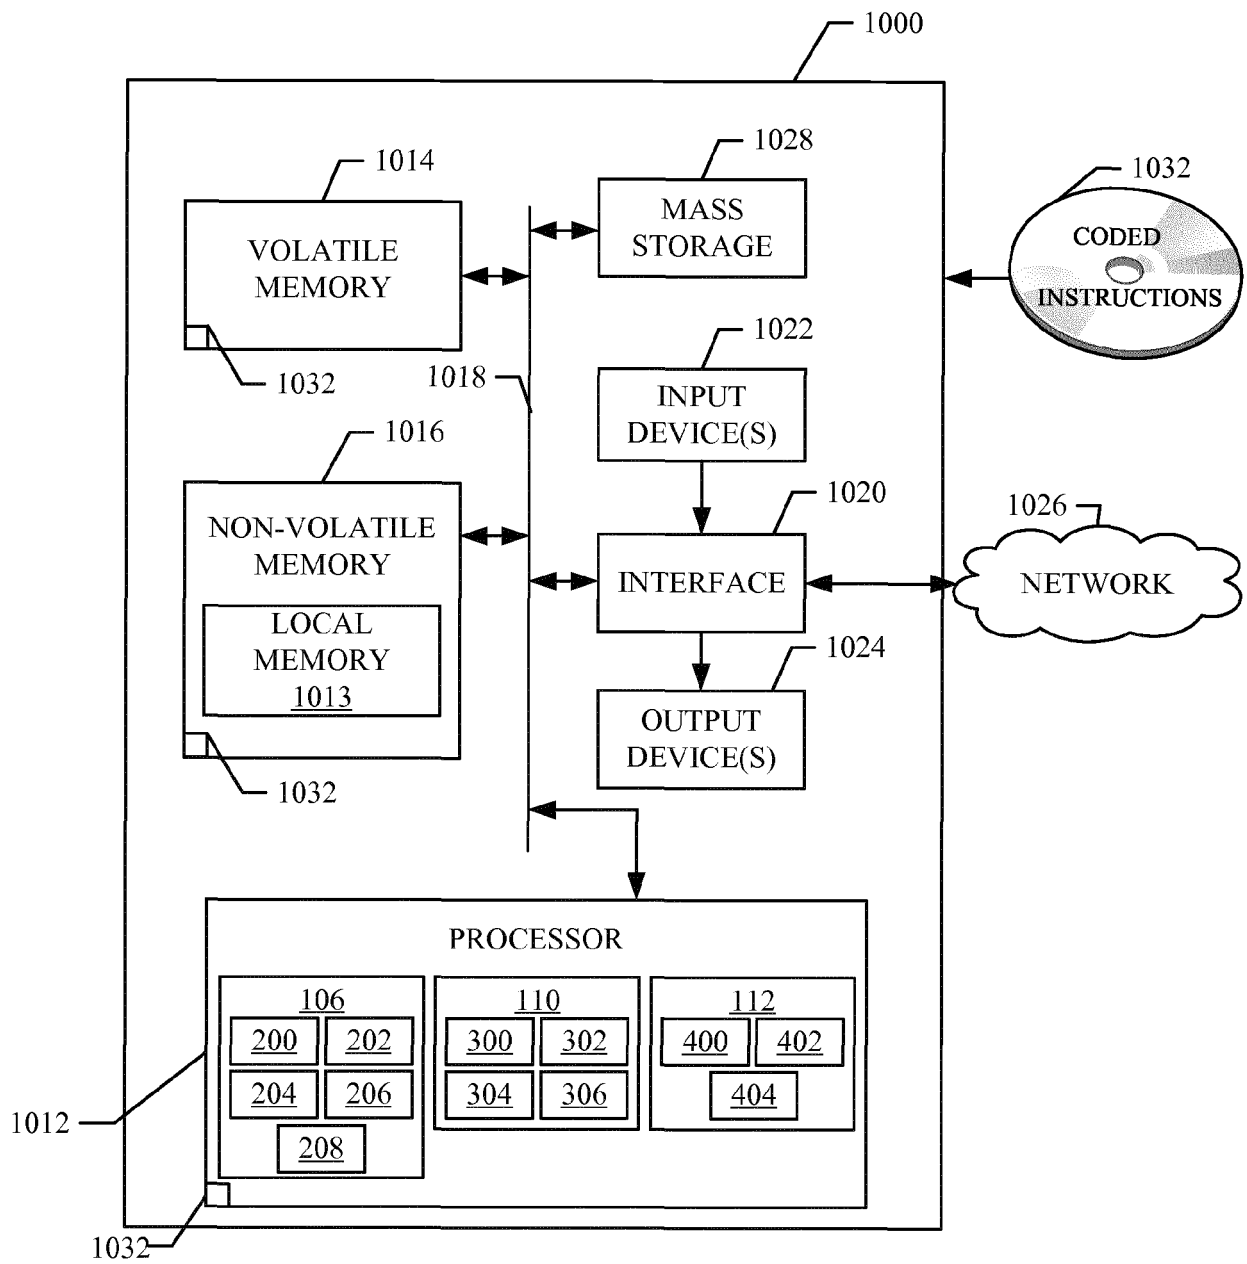 1000
1014
VOLATILE
MEMORY
1032
1028
MASS
STORAGE
1032
CODED
INSTRUCTIONS
1018
1022
INPUT
DEVICE(S)
1016
NON-VOLATILE
MEMORY
LOCAL
MEMORY
1013
1032
1020
INTERFACE
1026
NETWORK
1024
OUTPUT
DEVICE(S)
PROCESSOR
106
200 202
204 206
208
110
300 302
304 306
112
400 402
404
1012
1032